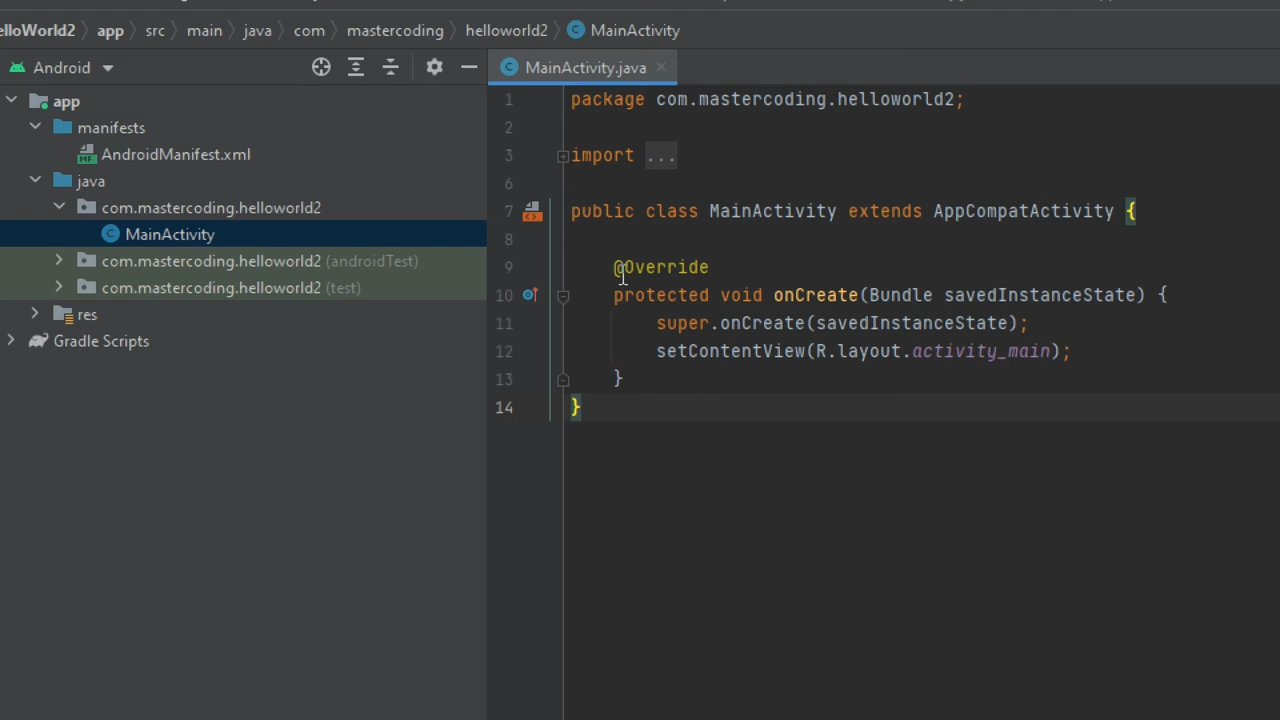 elloWorld2 app src main java com mastercoding helloworld2 C MainActivity
Android
C MainActivity.java
app
manifests
MF AndroidManifest.xml
java
com.mastercoding.helloworld2
C MainActivity
com.mastercoding.helloworld2 (androidTest)
com.mastercoding.helloworld2 (test)
res
Gradle Scripts
1 package com.mastercoding.helloworld2;
2
3 import ...
6
7 public class MainActivity extends AppCompatActivity {
8
9 @Override
10 protected void onCreate(Bundle savedInstanceState) {
11 super.onCreate(savedInstanceState);
12 setContentView(R.layout.activity_main);
13 }
14 }